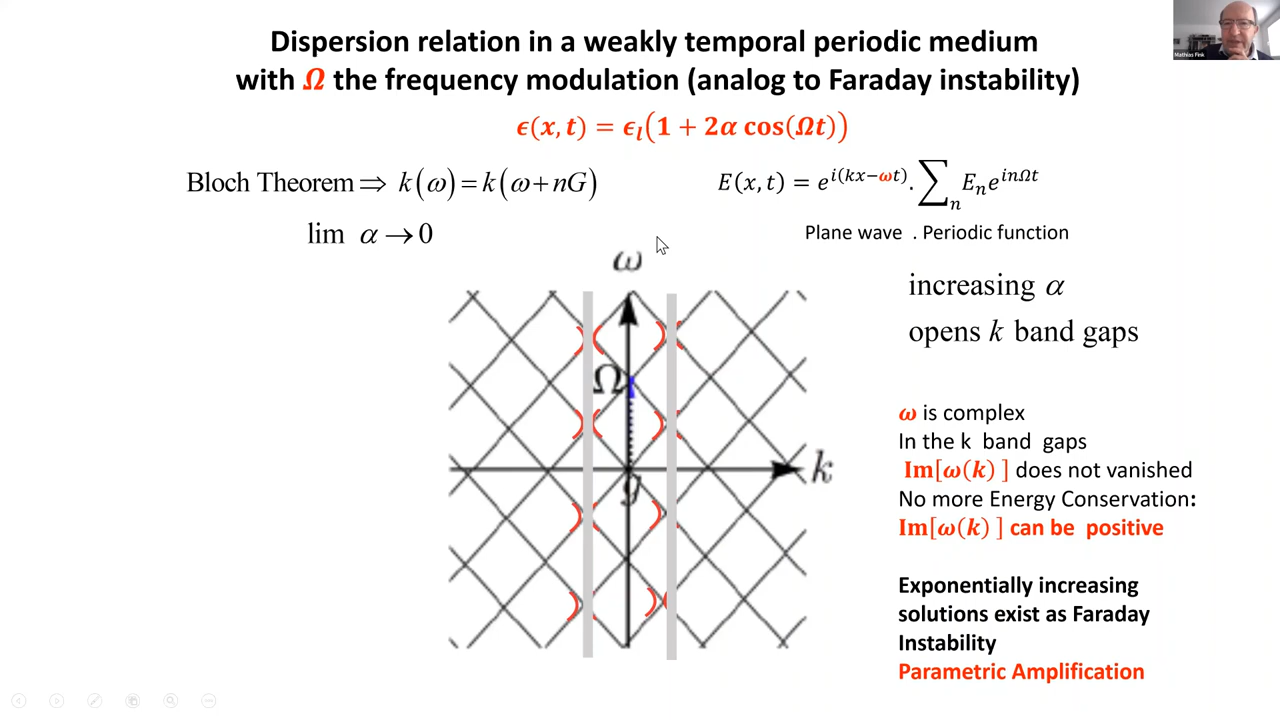 Dispersion relation in a weakly temporal periodic medium
with Ω the frequency modulation (analog to Faraday instability)
ϵ(x, t) = ϵ_l(1 + 2α cos(Ωt))
Bloch Theorem ⇒ k(ω) = k(ω + nG)
E(x, t) = e^{i(kx−ωt)}. ∑_n E_n e^{inΩt}
lim α → 0
Plane wave . Periodic function
increasing α
opens k band gaps
ω
Ω
k
g
ω is complex
In the k band gaps
Im[ω(k) ] does not vanished
No more Energy Conservation:
Im[ω(k) ] can be positive
Exponentially increasing
solutions exist as Faraday
Instability
Parametric Amplification
Mathias Fink